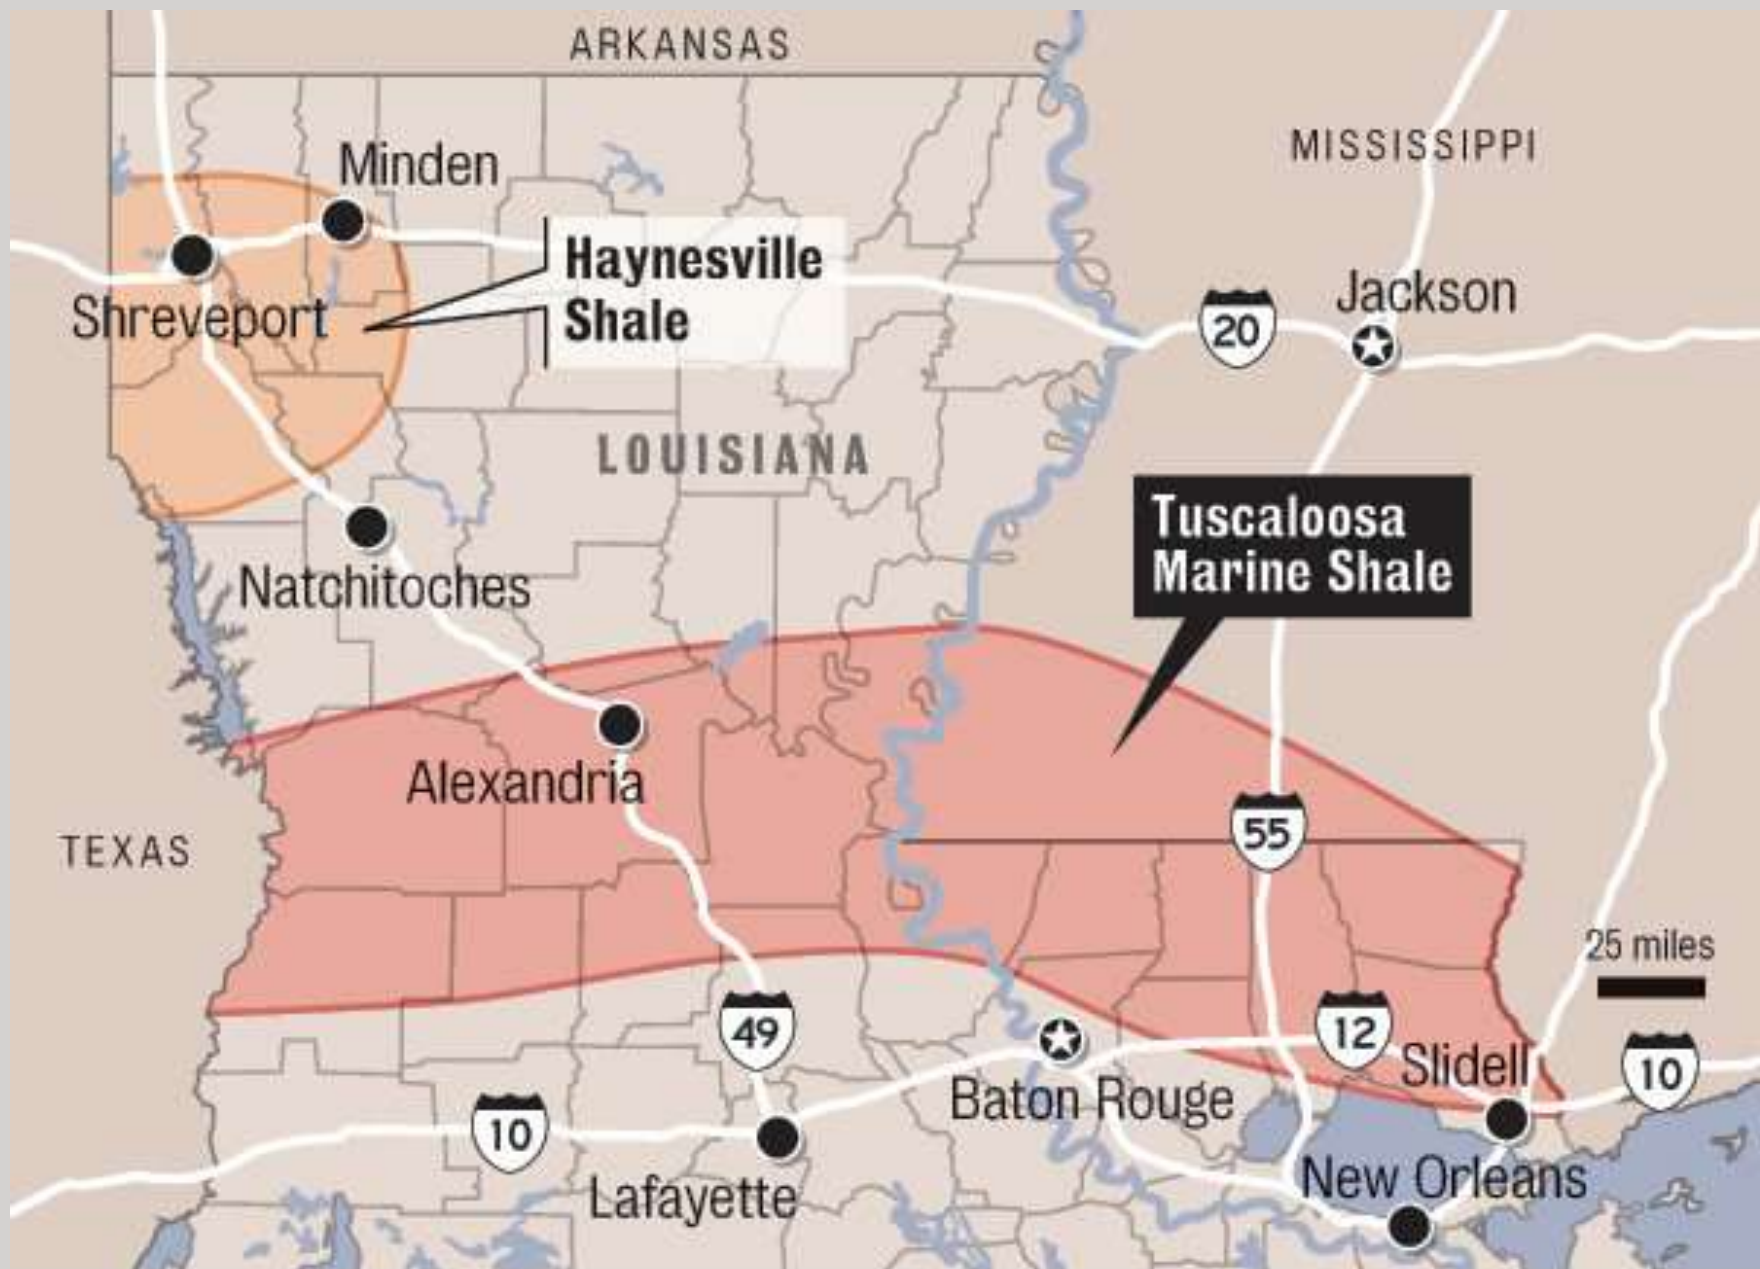 ARKANSAS
MISSISSIPPI
Minden
Haynesville
Shale
Shreveport
Jackson
20
LOUISIANA
Tuscaloosa
Marine Shale
Natchitoches
Alexandria
TEXAS
55
25 miles
49
12
Slidell
10
Baton Rouge
10
Lafayette
New Orleans